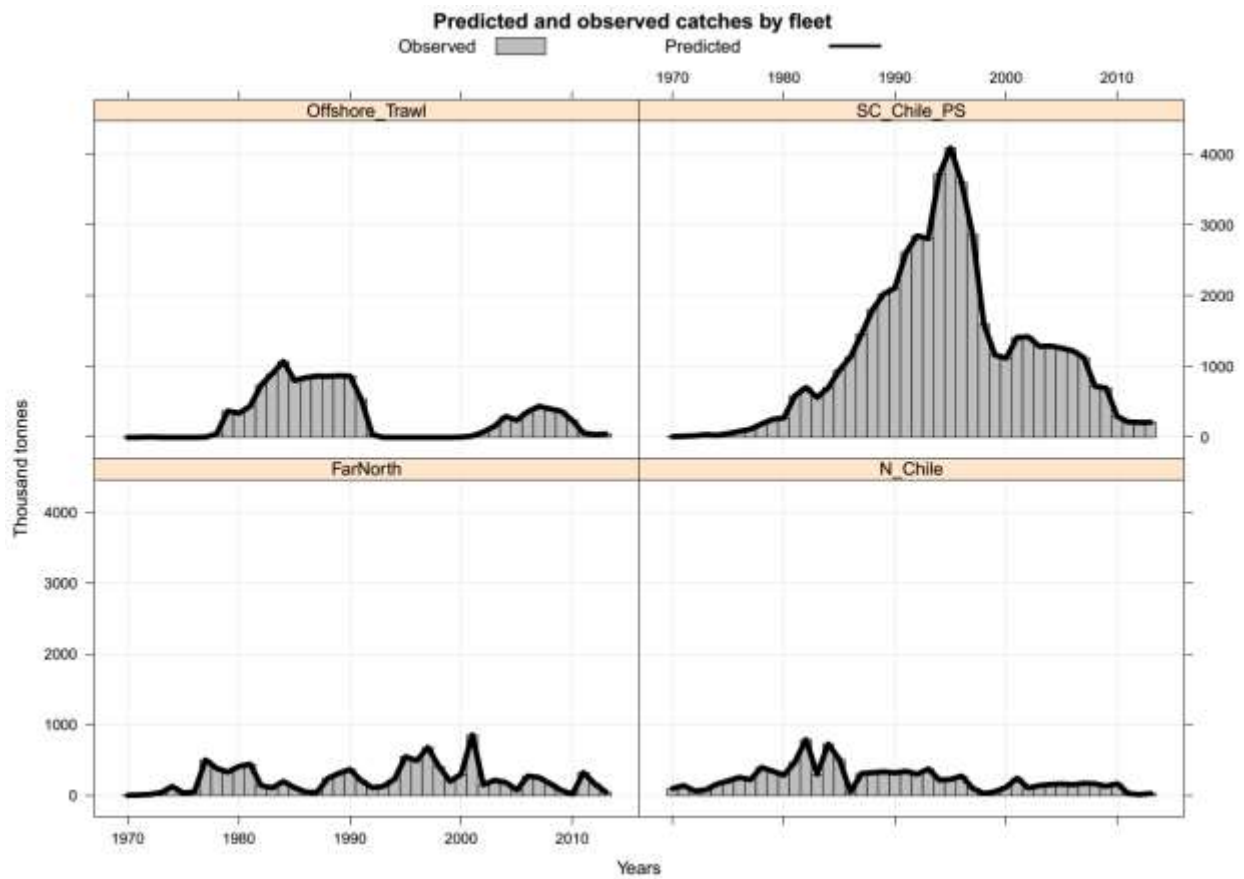 Predicted and observed catches by fleet
Observed Predicted
1970 1980 1990 2000 2010
Offshore_Trawl SC_Chile_PS
4000
3000
2000
1000
0
FarNorth N_Chile
Thousand tonnes
4000
3000
2000
1000
0
1970 1980 1990 2000 2010
Years